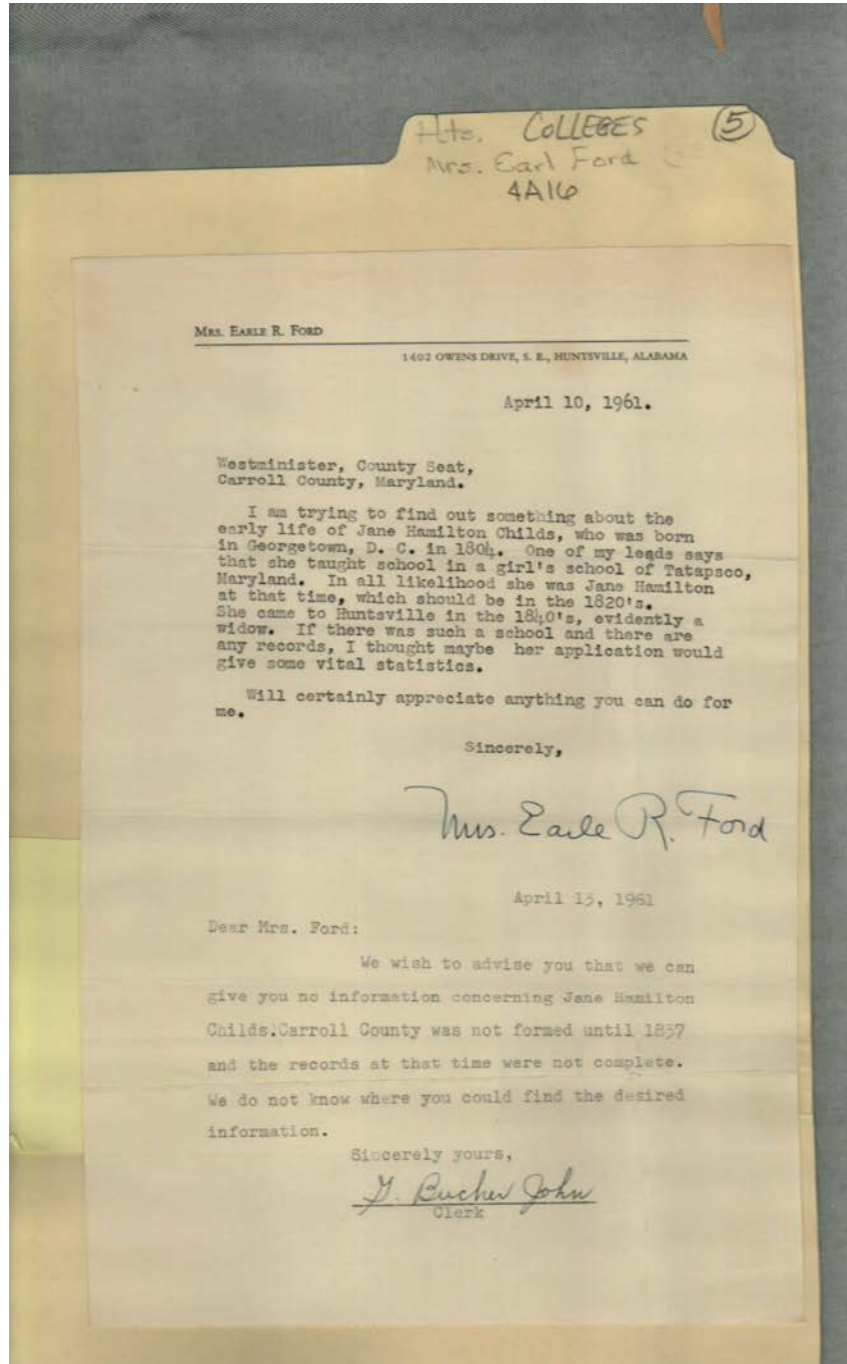 Hts. COLLEGES 5
Mrs. Earl Ford
4A16
MRS. EARLE R. FORD
1402 OWENS DRIVE, S. E., HUNTSVILLE, ALABAMA
April 10, 1961.
Westminister, County Seat,
Carroll County, Maryland.
I am trying to find out something about the
early life of Jane Hamilton Childs, who was born
in Georgetown, D. C. in 1804. One of my leads says
that she taught school in a girl's school of Tatapsco,
Maryland. In all likelihood she was Jane Hamilton
at that time, which should be in the 1820's.
She came to Huntsville in the 1840's, evidently a
widow. If there was such a school and there are
any records, I thought maybe her application would
give some vital statistics.
Will certainly appreciate anything you can do for
me.
Sincerely,
Mrs. Earle R. Ford
April 13, 1961
Dear Mrs. Ford:
We wish to advise you that we can
give you no information concerning Jane Hamilton
Childs.Carroll County was not formed until 1837
and the records at that time were not complete.
We do not know where you could find the desired
information.
Sincerely yours,
Bucher John
Clerk